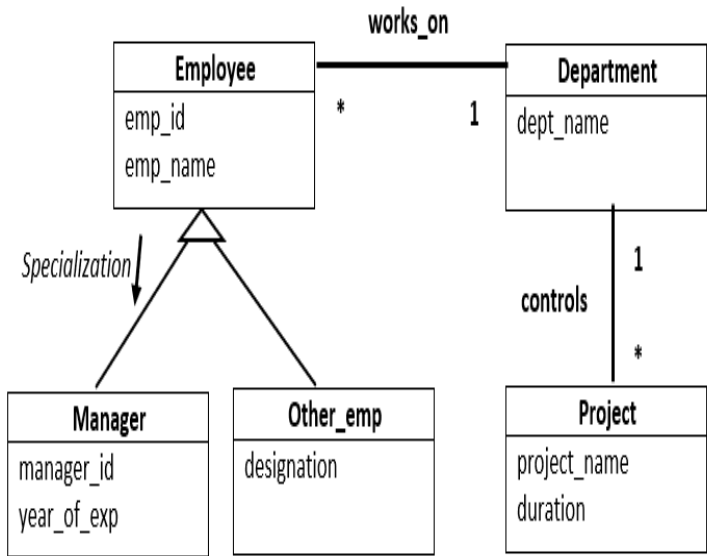 works_on
Employee
Department
emp_id
emp_name
*
1
dept_name
Specialization
1
controls
*
Manager
Other_emp
Project
manager_id
year_of_exp
designation
project_name
duration